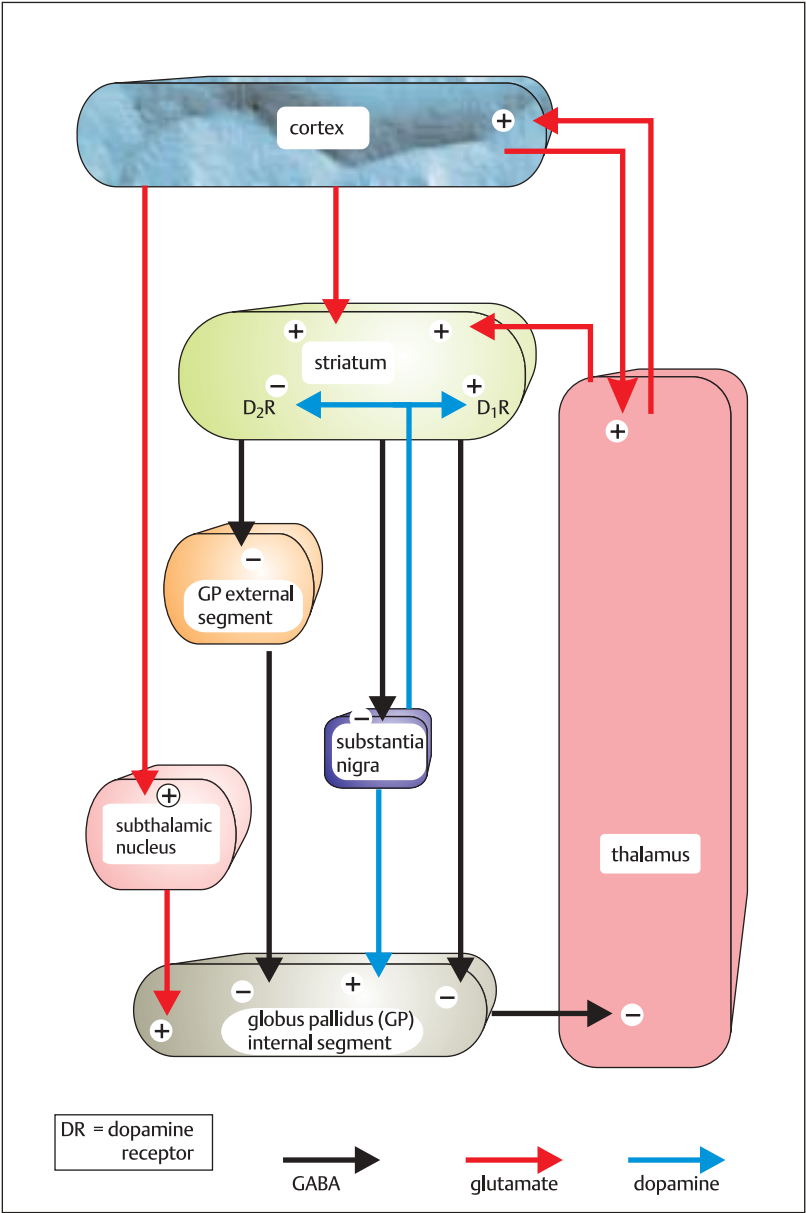 cortex
+
+
+
striatum
−
+
D₂R
D₁R
+
−
GP external
segment
−
substantia
nigra
+
subthalamic
nucleus
thalamus
−
+
−
+
globus pallidus (GP)
internal segment
−
DR = dopamine
receptor
GABA
glutamate
dopamine